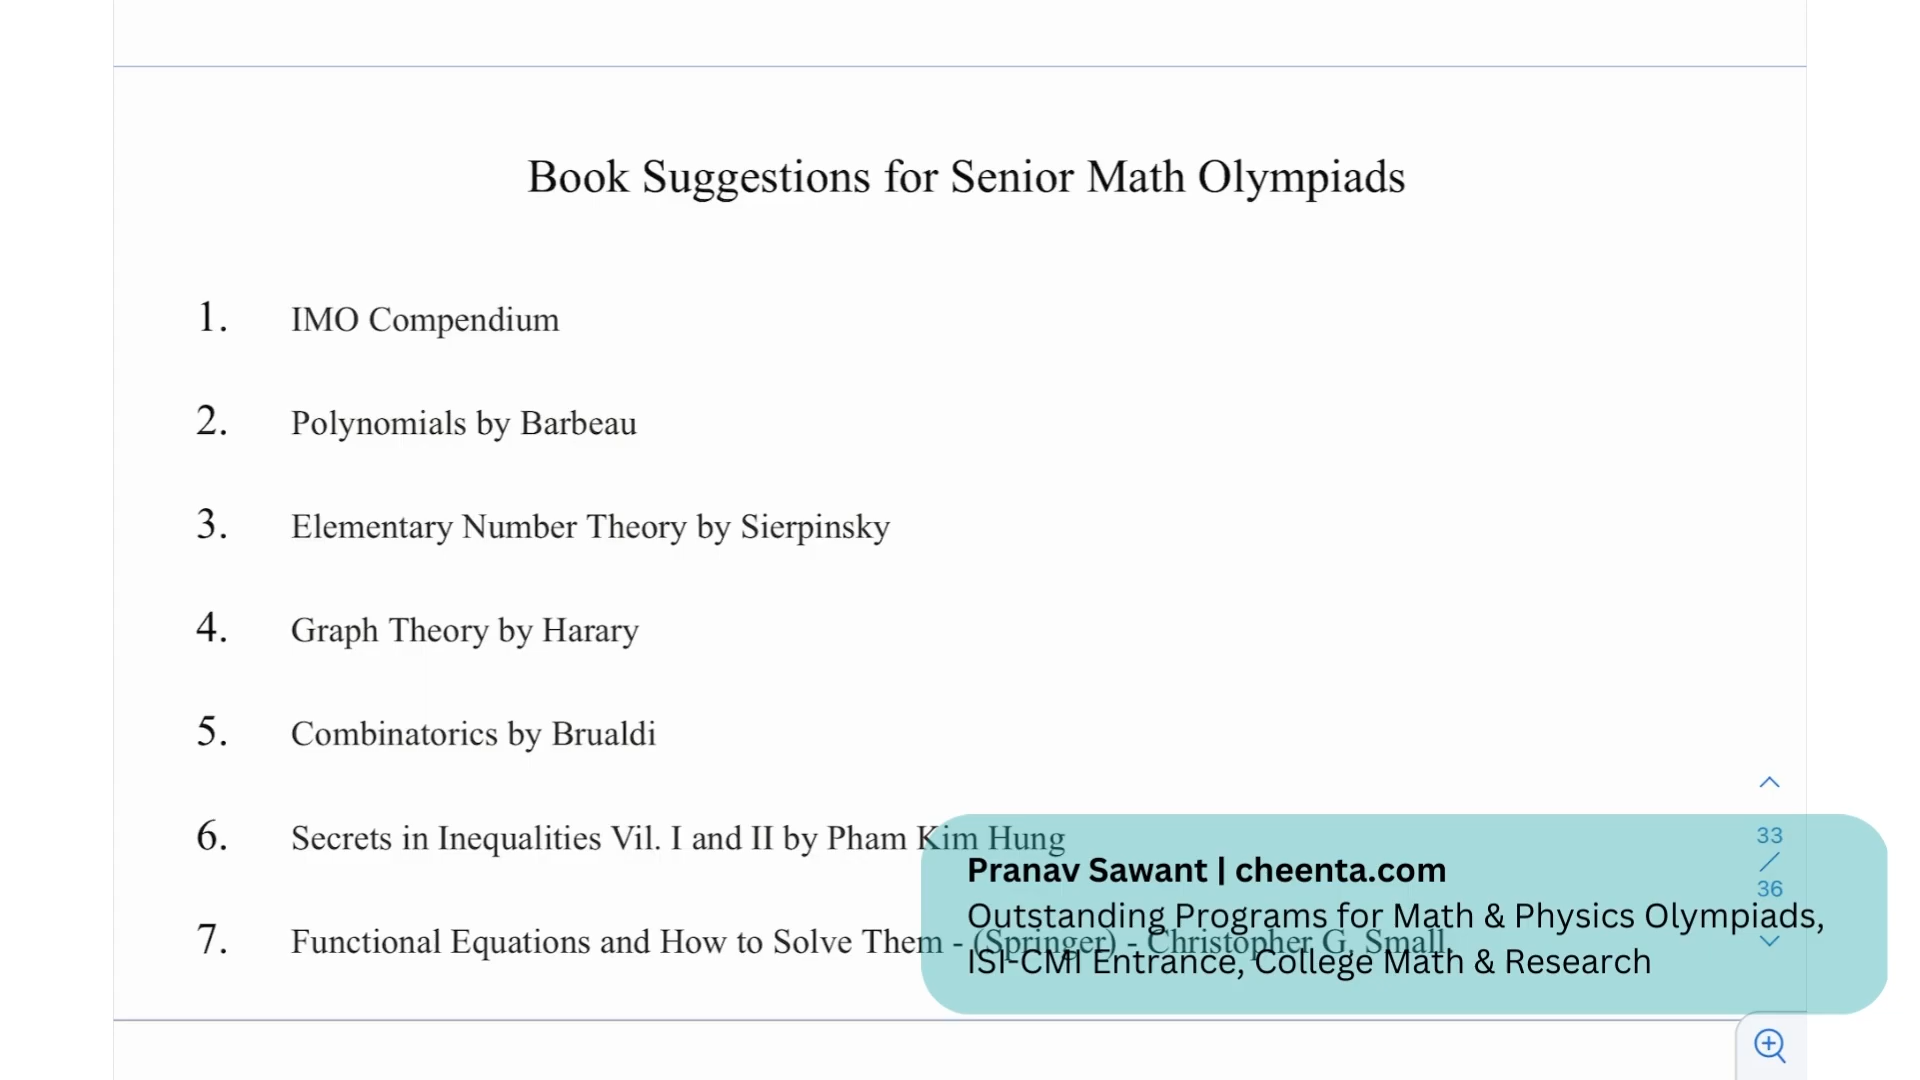 Book Suggestions for Senior Math Olympiads
1. IMO Compendium
2. Polynomials by Barbeau
3. Elementary Number Theory by Sierpinsky
4. Graph Theory by Harary
5. Combinatorics by Brualdi
6. Secrets in Inequalities Vil. I and II by Pham Kim Hung
7. Functional Equations and How to Solve Them - (Springer) - Christopher G. Small.
Pranav Sawant | cheenta.com
Outstanding Programs for Math & Physics Olympiads,
ISI-CMI Entrance, College Math & Research
33
36